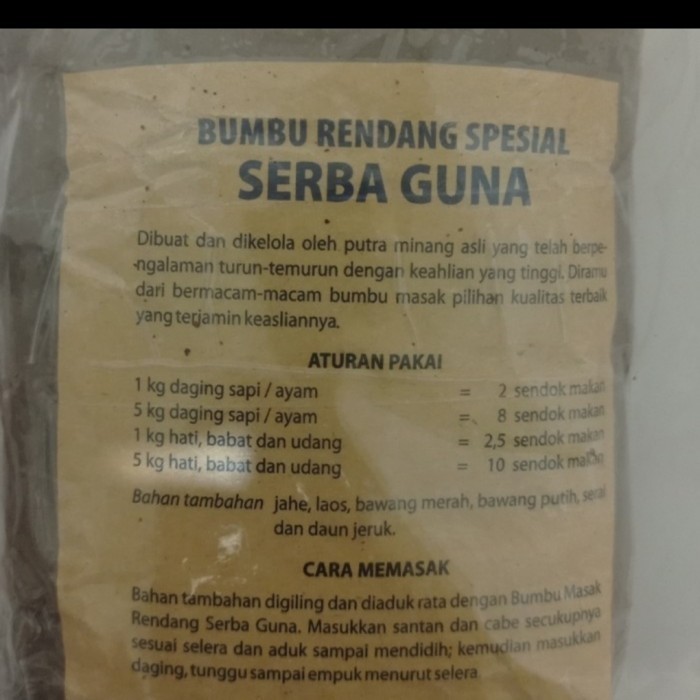 BUMBU RENDANG SPESIAL
SERBA GUNA
Dibuat dan dikelola oleh putra minang asli yang telah berpe-
-ngalaman turun-temurun dengan keahlian yang tinggi. Diramu
dari bermacam-macam bumbu masak pilihan kualitas terbaik
yang terjamin keasliannya.
ATURAN PAKAI
1 kg daging sapi / ayam = 2 sendok makan
5 kg daging sapi / ayam = 8 sendok makan
1 kg hati, babat dan udang = 2,5 sendok makan
5 kg hati, babat dan udang = 10 sendok makan
Bahan tambahan jahe, laos, bawang merah, bawang putih, serai
dan daun jeruk.
CARA MEMASAK
Bahan tambahan digiling dan diaduk rata dengan Bumbu Masak
Rendang Serba Guna. Masukkan santan dan cabe secukupnya
sesuai selera dan aduk sampai mendidih; kemudian masukkan
daging, tunggu sampai empuk menurut selera